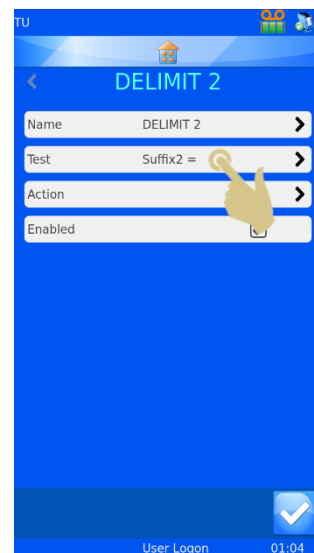 TU
DELIMIT 2
Name DELIMIT 2
Test Suffix2 =
Action
Enabled
User Logon 01:04